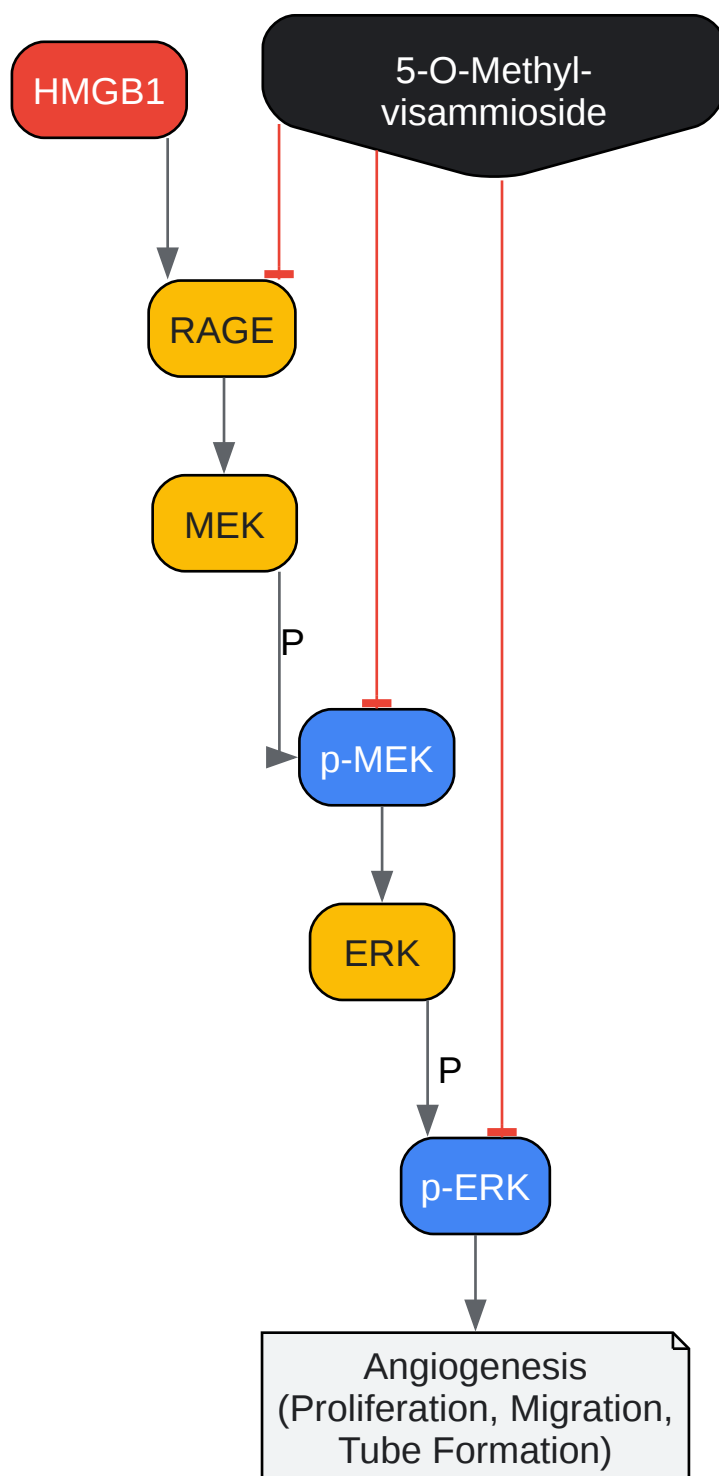 HMGB1
5-O-Methyl-
visammioside
RAGE
MEK
P
p-MEK
ERK
P
p-ERK
Angiogenesis
(Proliferation, Migration,
Tube Formation)